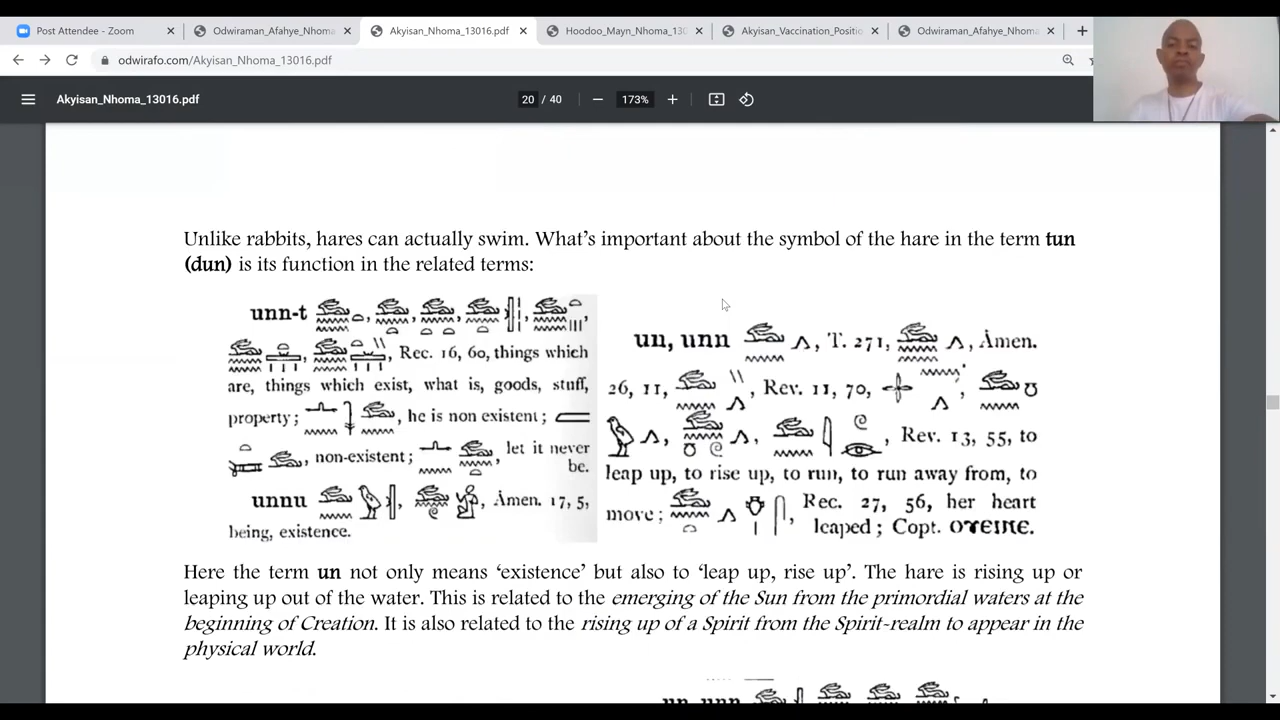 Post Attendee - Zoom
Odwiraman_Afahye_Nhoma
Akyisan_Nhoma_13016.pdf
Hoodoo_Mayn_Nhoma_130
Akyisan_Vaccination_Positio
Odwiraman_Afahye_Nhoma
odwirafo.com/Akyisan_Nhoma_13016.pdf
Akyisan_Nhoma_13016.pdf
20 / 40
173%
Unlike rabbits, hares can actually swim. What's important about the symbol of the hare in the term tun
(dun) is its function in the related terms:
unn-t
Rec. 16, 60, things which
are, things which exist, what is, goods, stuff,
property; he is non existent;
non-existent; let it never
be.
unnu Ȧmen. 17, 5,
being, existence.
un, unn T. 271, Ȧmen.
26, 11, Rev. 11, 70,
Rev. 13, 55, to
leap up, to rise up, to run, to run away from, to
move; Rec. 27, 56, her heart
leaped; Copt.
Here the term un not only means 'existence' but also to 'leap up, rise up'. The hare is rising up or
leaping up out of the water. This is related to the emerging of the Sun from the primordial waters at the
beginning of Creation. It is also related to the rising up of a Spirit from the Spirit-realm to appear in the
physical world.